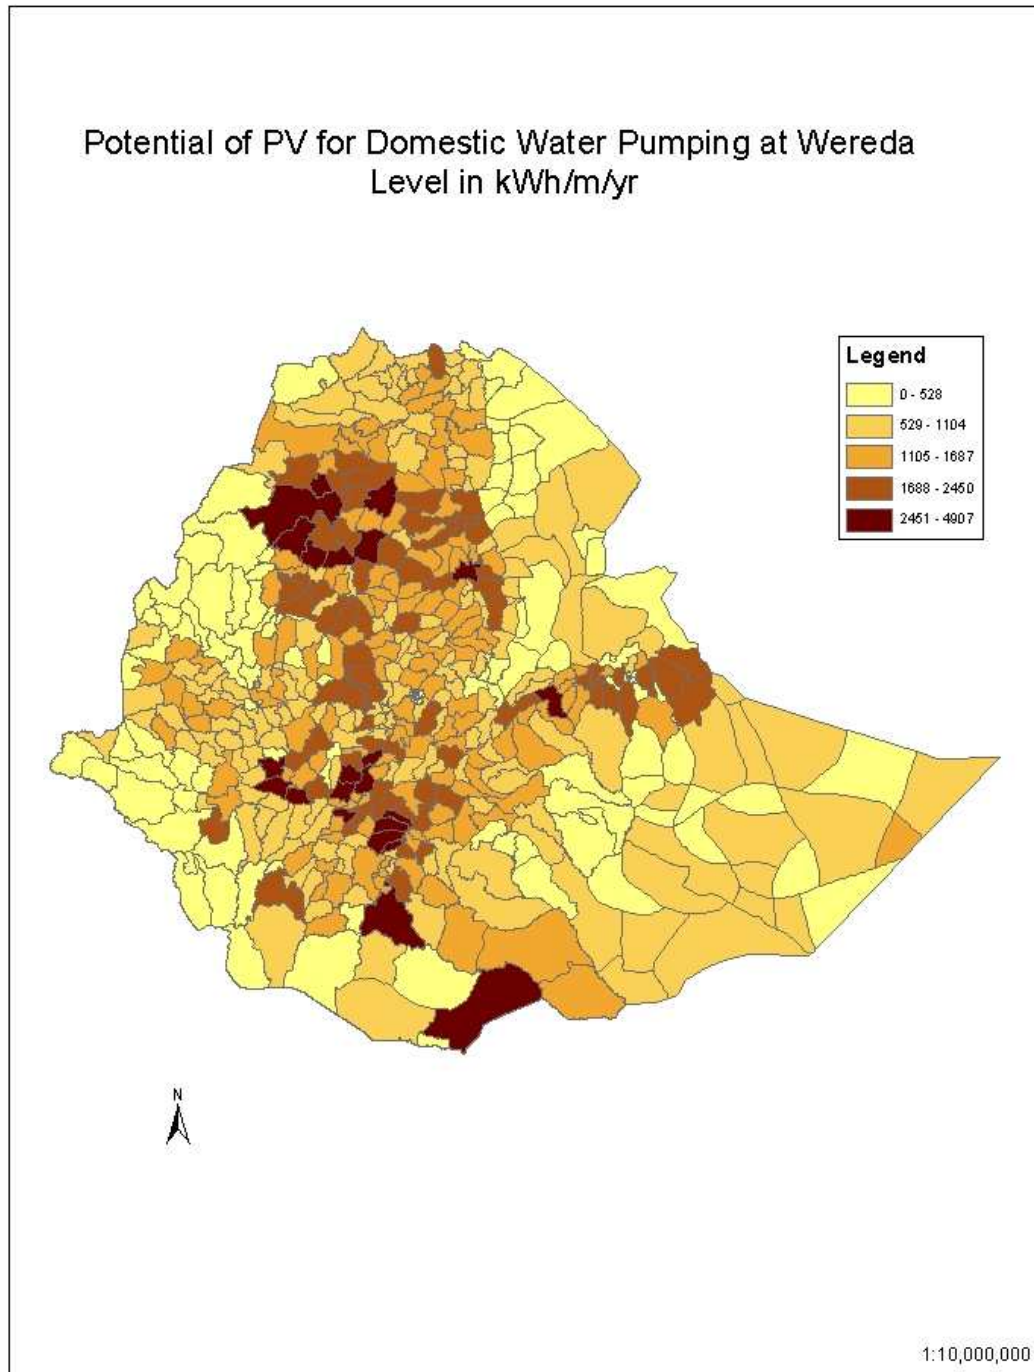 Potential of PV for Domestic Water Pumping at Wereda
Level in kWh/m/yr
Legend
0 - 528
529 - 1104
1105 - 1687
1688 - 2450
2451 - 4907
N
1:10,000,000